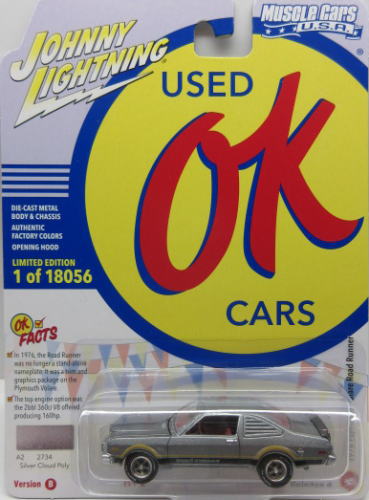 JOHNNY LIGHTNING
MUSCLE CARS
U.S.A.
USED
OK
CARS
DIE-CAST METAL
BODY & CHASSIS
AUTHENTIC
FACTORY COLORS
OPENING HOOD
LIMITED EDITION
1 of 18056
OK
FACTS
In 1976, the Road Runner
was no longer a stand-alone
nameplate. It was a trim and
graphics package on the
Plymouth Volare.
The top engine option was
the 2bbl 360ci V8 offered
producing 160hp.
A2 2734
Silver Cloud Poly
Version B
Road Runner
Release